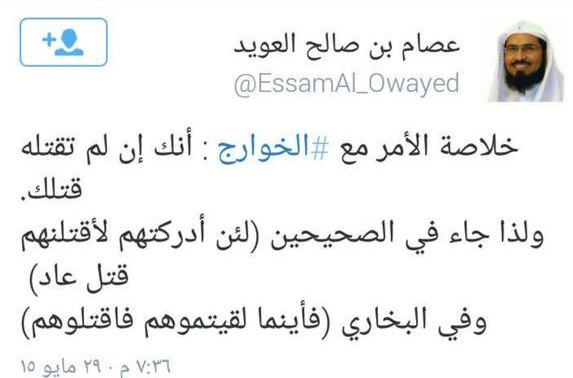 عصام بن صالح العويد
@EssamAl_Owayed
خلاصة الأمر مع #الخوارج : أنك إن لم تقتله
قتلك.
ولذا جاء في الصحيحين (لئن أدركتهم لأقتلنهم
قتل عاد)
وفي البخاري (فأينما لقيتموهم فاقتلوهم)
٧:٣٦ م · ٢٩ مايو ١٥